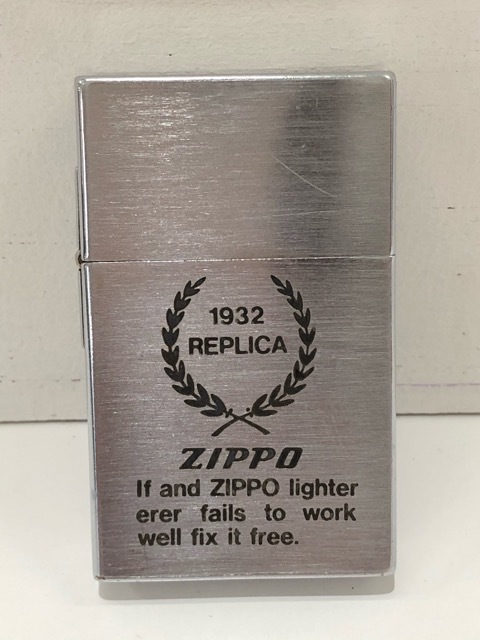 1932
REPLICA
ZIPPO
If and ZIPPO lighter
erer fails to work
well fix it free.